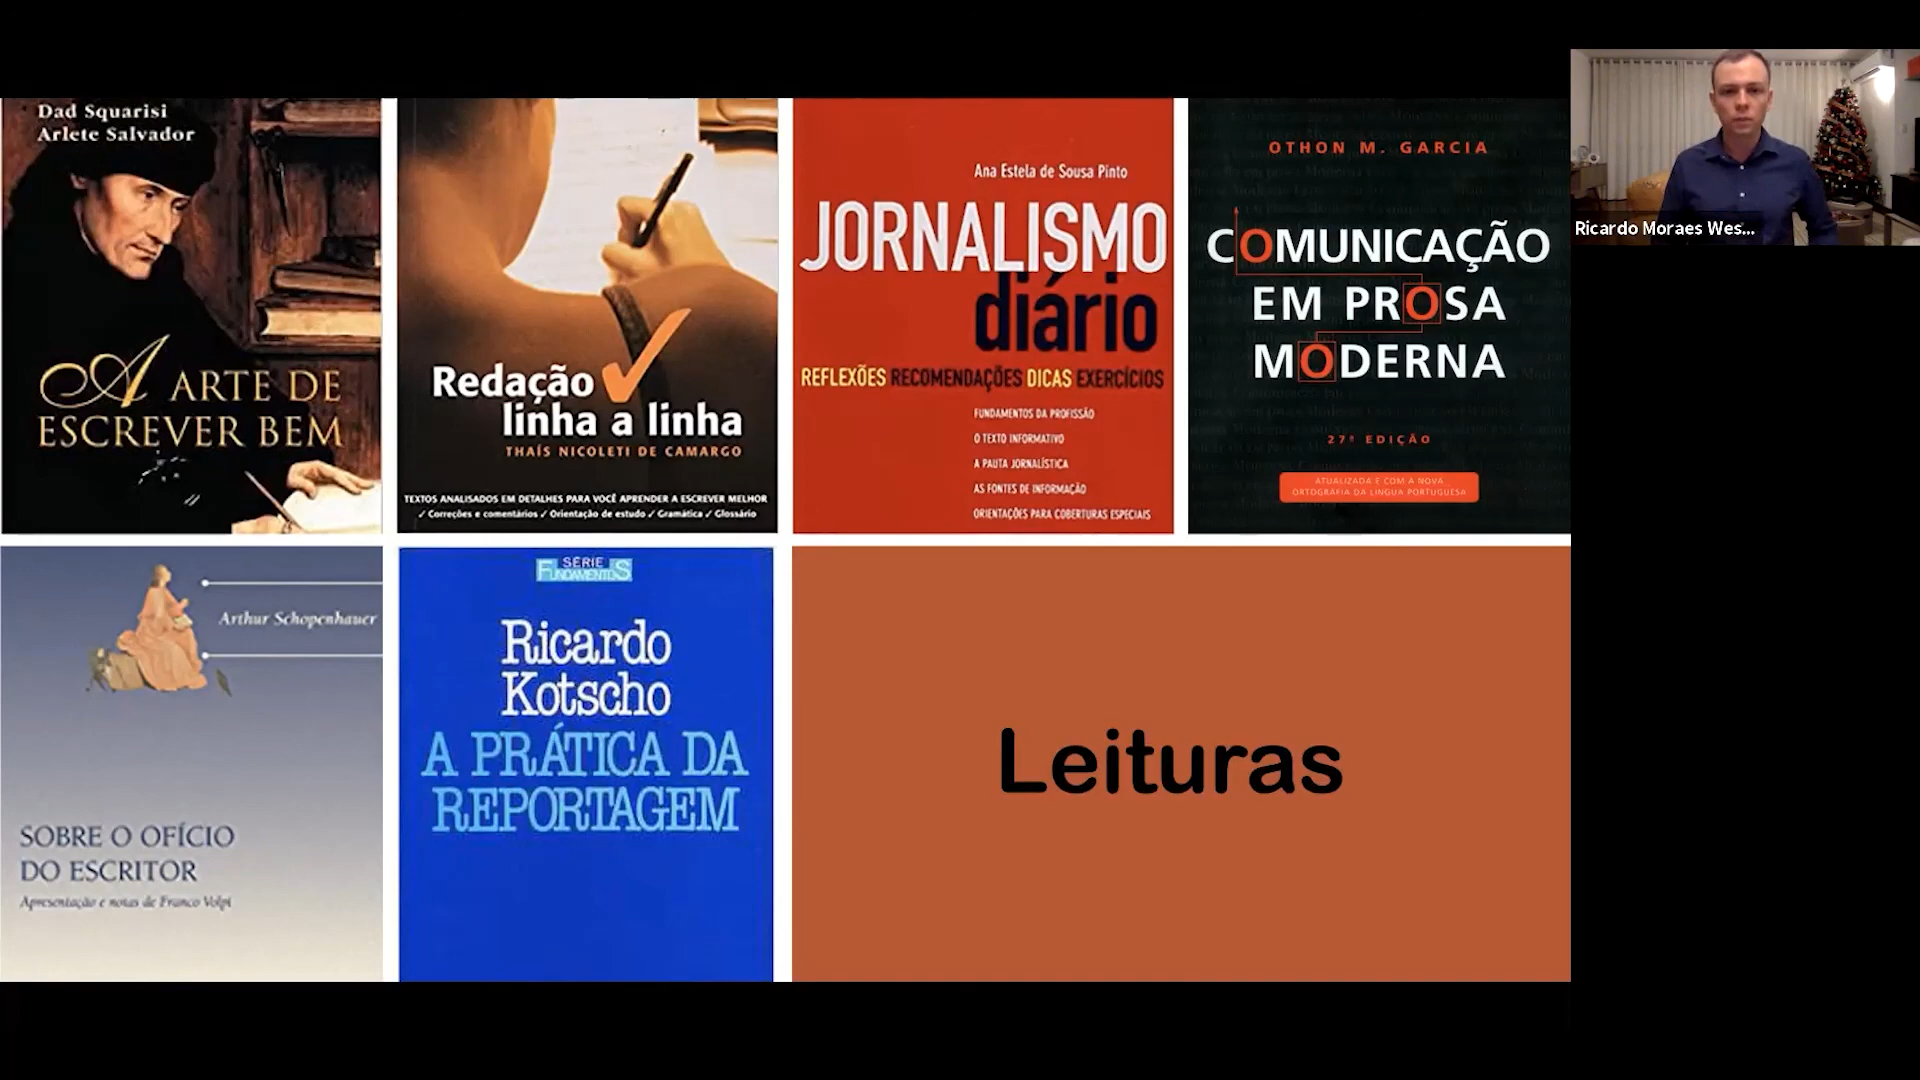 Dad Squarisi
Arlete Salvador
A ARTE DE
ESCREVER BEM
Redação
linha a linha
THAÍS NICOLETI DE CAMARGO
TEXTOS ANALISADOS EM DETALHES PARA VOCÊ APRENDER A ESCREVER MELHOR
✓ Correções e comentários ✓ Orientação de estudo ✓ Gramática ✓ Glossário
Ana Estela de Sousa Pinto
JORNALISMO
diário
REFLEXÕES RECOMENDAÇÕES DICAS EXERCÍCIOS
FUNDAMENTOS DA PROFISSÃO
O TEXTO INFORMATIVO
A PAUTA JORNALÍSTICA
AS FONTES DE INFORMAÇÃO
ORIENTAÇÕES PARA COBERTURAS ESPECIAIS
OTHON M. GARCIA
COMUNICAÇÃO
EM PROSA
MODERNA
27ª EDIÇÃO
ATUALIZADA E COM A NOVA
ORTOGRAFIA DA LÍNGUA PORTUGUESA
Ricardo Moraes Wes...
Arthur Schopenhauer
SOBRE O OFÍCIO
DO ESCRITOR
Apresentação e notas de Franco Volpi
SÉRIE
FUNDAMENTOS
Ricardo
Kotscho
A PRÁTICA DA
REPORTAGEM
Leituras